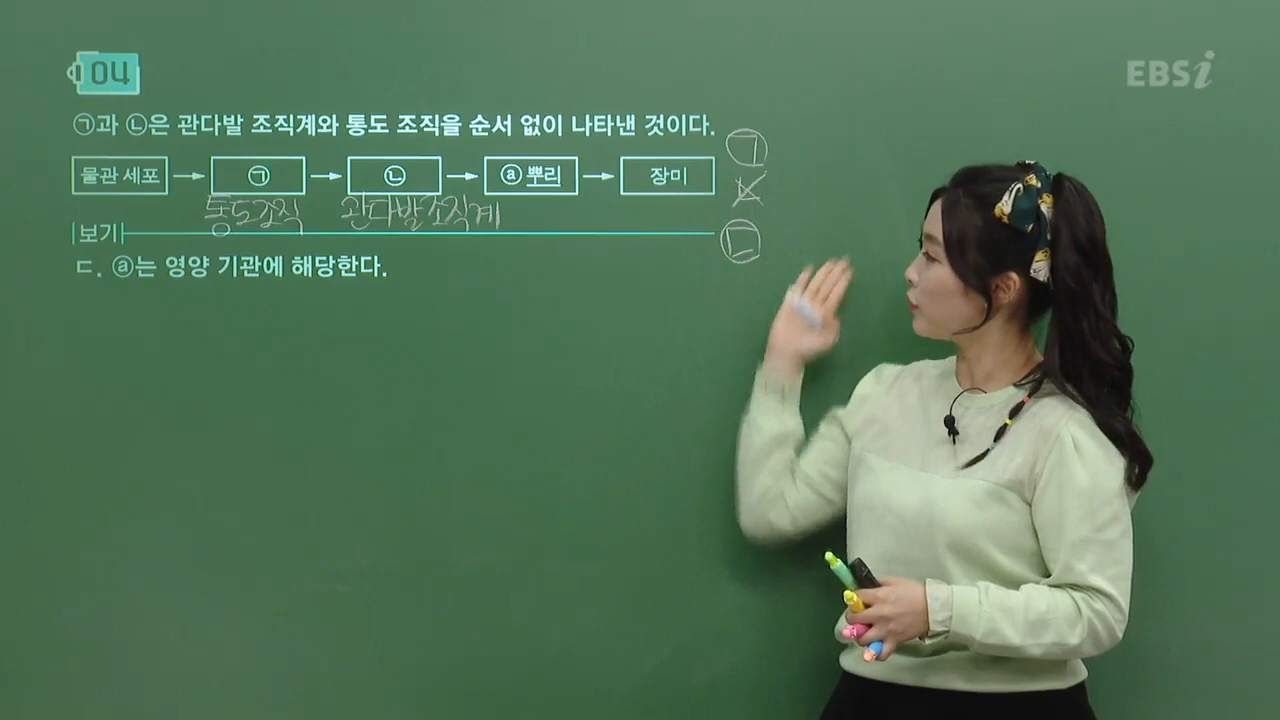 04
EBSi
㉠과 ㉡은 관다발 조직계와 통도 조직을 순서 없이 나타낸 것이다.
물관 세포 → ㉠ → ㉡ → ⓐ 뿌리 → 장미
통도조직 관다발조직계
ㄱ
ㄴ
ㄷ
보기
ㄷ. ⓐ는 영양 기관에 해당한다.